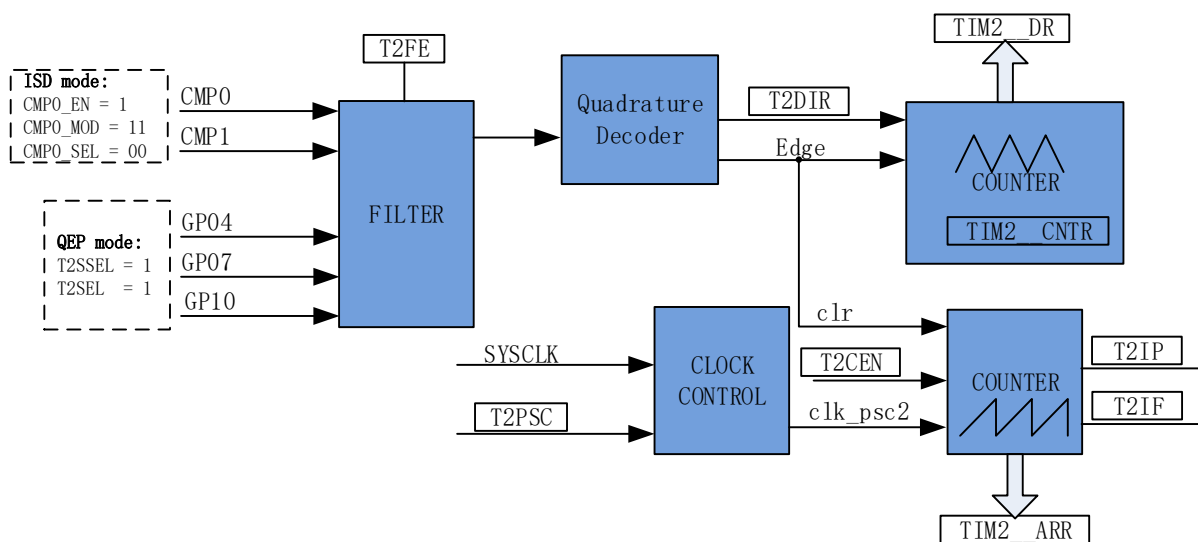 TIM2__DR
T2FE
ISD mode:
CMP0_EN = 1
CMP0_MOD = 11
CMP0_SEL = 00
CMP0
CMP1
Quadrature
Decoder
T2DIR
Edge
COUNTER
TIM2__CNTR
FILTER
QEP mode:
T2SSEL = 1
T2SEL = 1
GP04
GP07
GP10
SYSCLK
T2PSC
CLOCK
CONTROL
clr
T2CEN
clk_psc2
COUNTER
T2IP
T2IF
TIM2__ARR